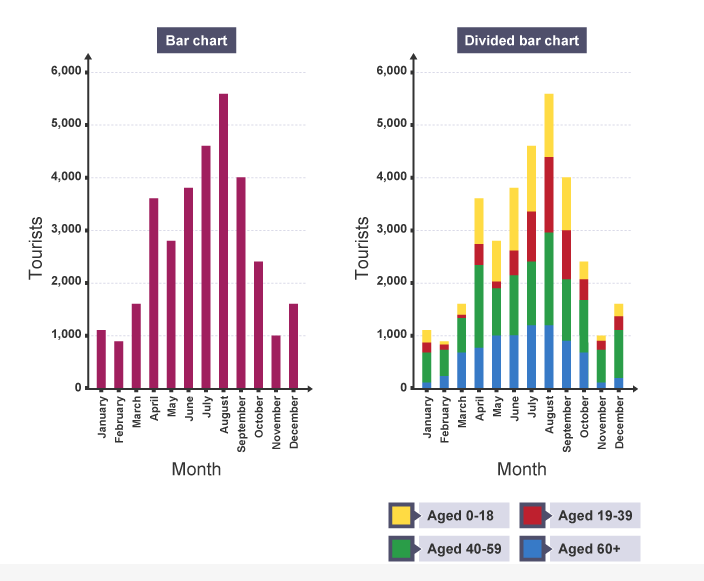 Bar chart
6,000
5,000
4,000
3,000
2,000
1,000
0
Tourists
January
February
March
April
May
June
July
August
September
October
November
December
Month
Divided bar chart
6,000
5,000
4,000
3,000
2,000
1,000
0
Tourists
January
February
March
April
May
June
July
August
September
October
November
December
Month
Aged 0-18
Aged 19-39
Aged 40-59
Aged 60+